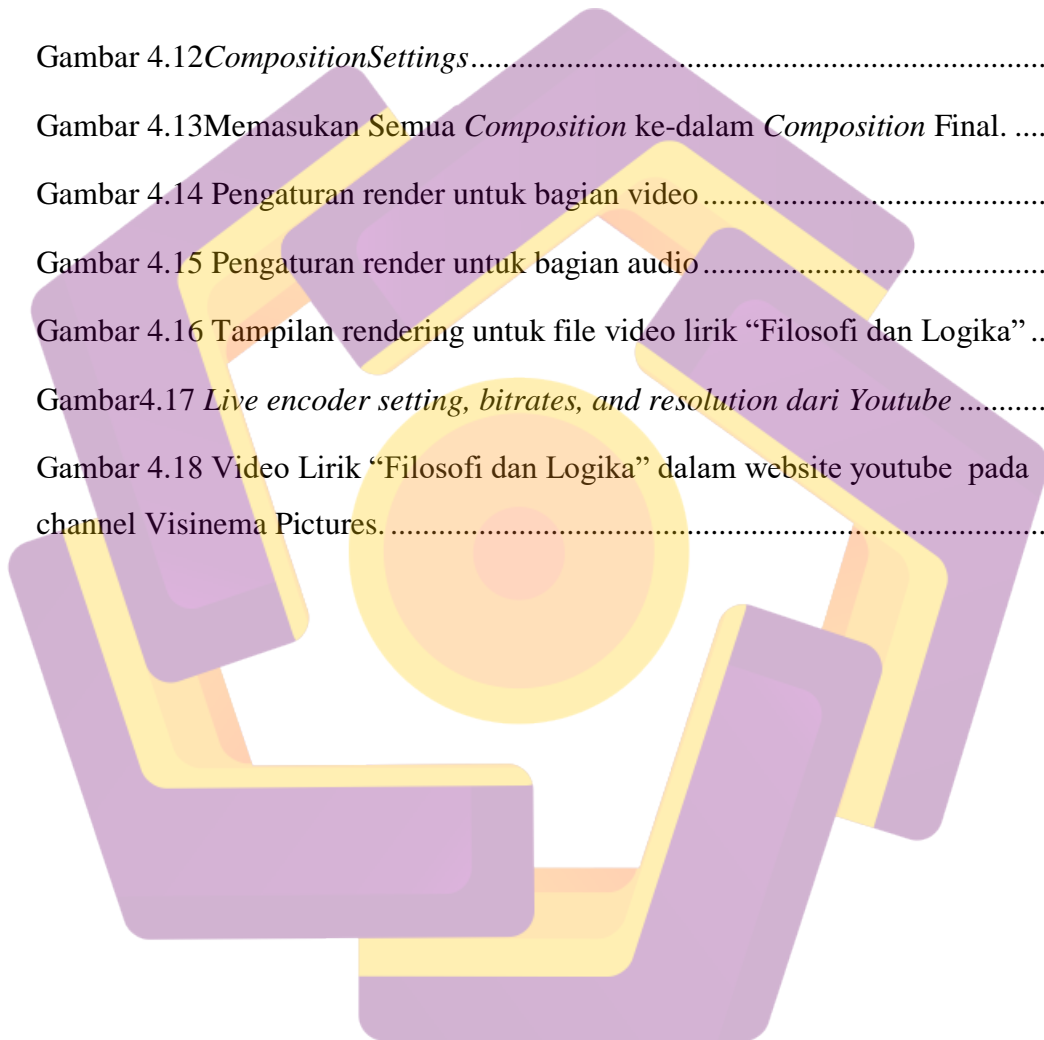 Gambar 4.12CompositionSettings........................................................................
Gambar 4.13Memasukan Semua Composition ke-dalam Composition Final. ....
Gambar 4.14 Pengaturan render untuk bagian video...........................................
Gambar 4.15 Pengaturan render untuk bagian audio...........................................
Gambar 4.16 Tampilan rendering untuk file video lirik “Filosofi dan Logika” ..
Gambar4.17 Live encoder setting, bitrates, and resolution dari Youtube ..........
Gambar 4.18 Video Lirik “Filosofi dan Logika” dalam website youtube  pada
channel Visinema Pictures. ..................................................................................